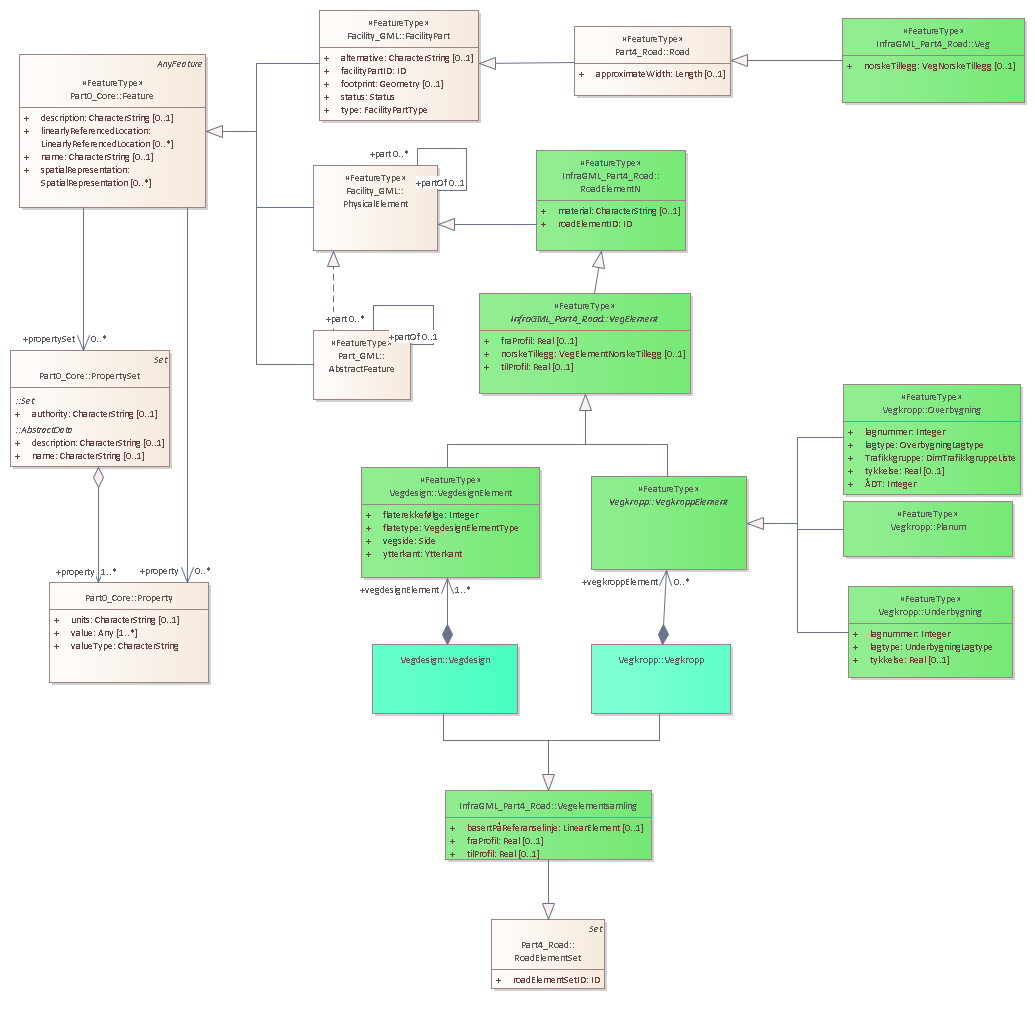 AnyFeature
«FeatureType»
Part0_Core::Feature
+ description: CharacterString [0..1]
+ linearlyReferencedLocation:
LinearlyReferencedLocation [0..*]
+ name: CharacterString [0..1]
+ spatialRepresentation:
SpatialRepresentation [0..*]
«FeatureType»
Facility_GML::FacilityPart
+ alternative: CharacterString [0..1]
+ facilityPartID: ID
+ footprint: Geometry [0..1]
+ status: Status
+ type: FacilityPartType
«FeatureType»
Part4_Road::Road
+ approximateWidth: Length [0..1]
«FeatureType»
InfraGML_Part4_Road::Veg
+ norskeTillegg: VegNorskeTillegg [0..1]
+part 0..*
+partOf 0..1
«FeatureType»
Facility_GML::
PhysicalElement
«FeatureType»
InfraGML_Part4_Road::
RoadElementN
+ material: CharacterString [0..1]
+ roadElementID: ID
+part 0..*
+partOf 0..1
«FeatureType»
Part_GML::
AbstractFeature
«FeatureType»
InfraGML_Part4_Road::VegElement
+ fraProfil: Real [0..1]
+ norskeTillegg: VegElementNorskeTillegg [0..1]
+ tilProfil: Real [0..1]
+propertySet 0..*
Set
Part0_Core::PropertySet
::Set
+ authority: CharacterString [0..1]
::AbstractData
+ description: CharacterString [0..1]
+ name: CharacterString [0..1]
«FeatureType»
Vegkropp::Overbygning
+ lagnummer: Integer
+ lagtype: OverbygningLagtype
+ Trafikkgruppe: DimTrafikkgruppeListe
+ tykkelse: Real [0..1]
+ ÅDT: Integer
«FeatureType»
Vegdesign::VegdesignElement
+ flaterekkefølge: Integer
+ flatetype: VegdesignElementType
+ vegside: Side
+ ytterkant: Ytterkant
«FeatureType»
Vegkropp::VegkroppElement
«FeatureType»
Vegkropp::Planum
+property 1..*
+property 0..*
+vegdesignElement 1..*
+vegkroppElement 0..*
Part0_Core::Property
+ units: CharacterString [0..1]
+ value: Any [1..*]
+ valueType: CharacterString
«FeatureType»
Vegkropp::Underbygning
+ lagnummer: Integer
+ lagtype: UnderbygningLagtype
+ tykkelse: Real [0..1]
Vegdesign::Vegdesign
Vegkropp::Vegkropp
InfraGML_Part4_Road::Vegelementsamling
+ basertPåReferanselinje: LinearElement [0..1]
+ fraProfil: Real [0..1]
+ tilProfil: Real [0..1]
Set
Part4_Road::
RoadElementSet
+ roadElementSetID: ID